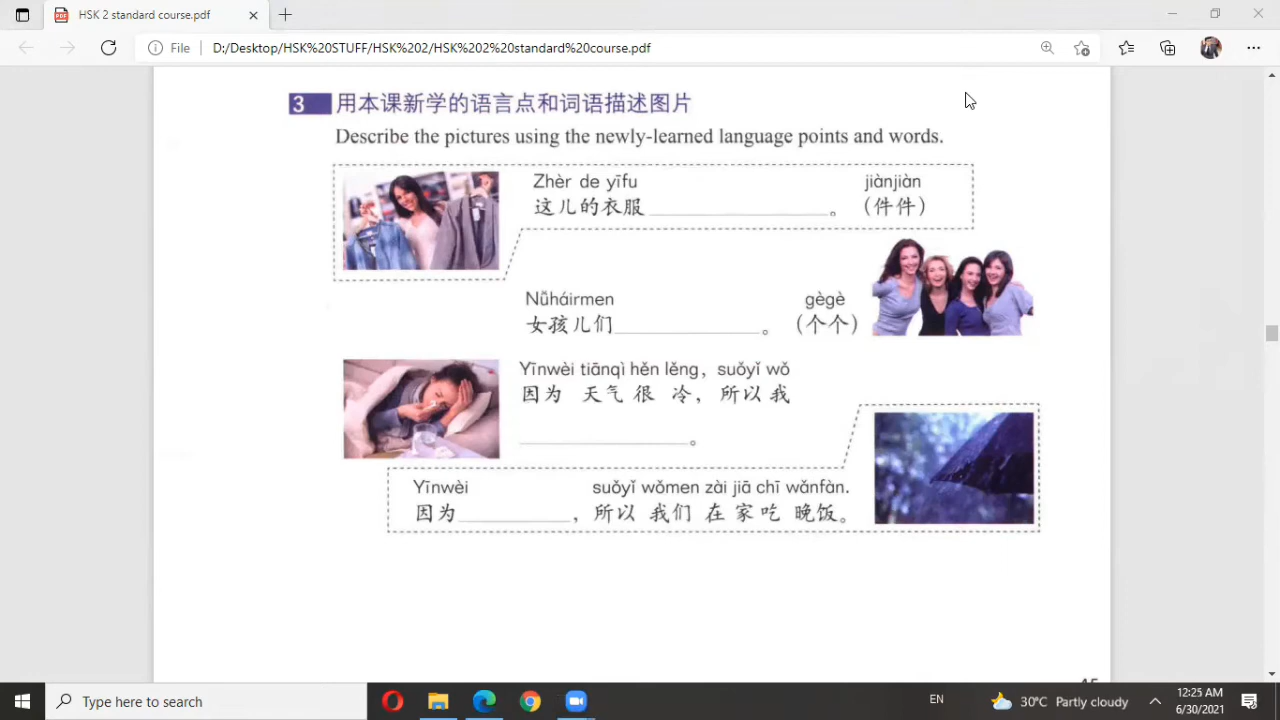 HSK 2 standard course.pdf
File
D:/Desktop/HSK%20STUFF/HSK%202/HSK%202%20standard%20course.pdf
3 用本课新学的语言点和词语描述图片
Describe the pictures using the newly-learned language points and words.
Zhèr de yīfu jiànjiàn
这儿的衣服 。 (件件)
Nǚháirmen gègè
女孩儿们 。 (个个)
Yīnwèi tiānqì hěn lěng, suǒyǐ wǒ
因为 天气 很 冷, 所以 我
。
Yīnwèi suǒyǐ wǒmen zài jiā chī wǎnfàn.
因为 , 所以 我们 在 家 吃 晚饭。
Type here to search
EN
30°C Partly cloudy
12:25 AM
6/30/2021